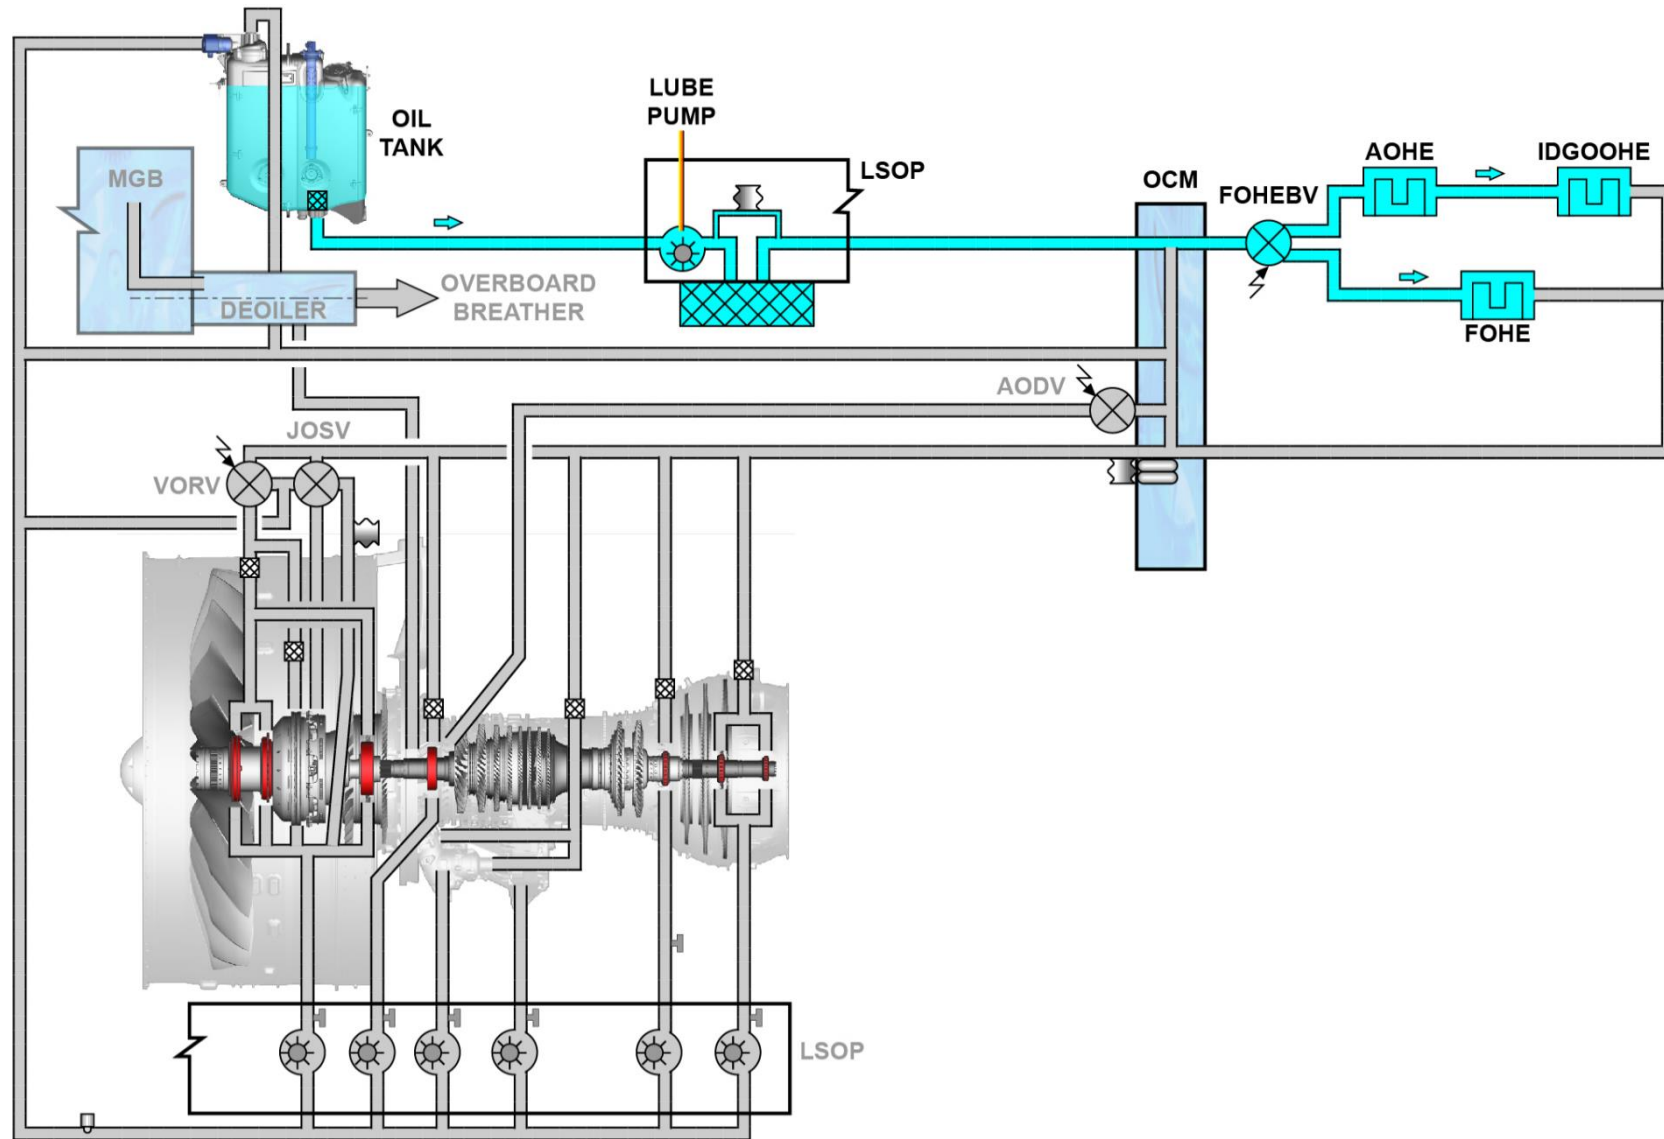 OIL
TANK
LUBE
PUMP
LSOP
MGB
OCM
FOHEBV
AOHE
IDGOOHE
OVERBOARD
BREATHER
DEOILER
FOHE
AODV
JOSV
VORV
LSOP